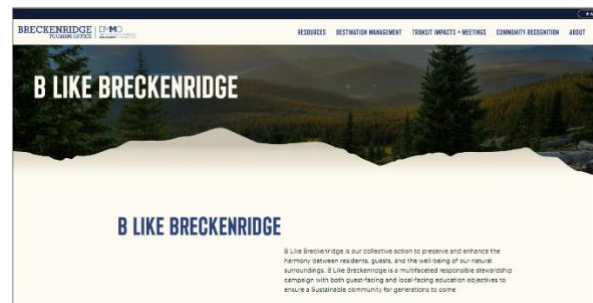 BRECKENRIDGE
TOURISM OFFICE
DMMO
RESOURCES DESTINATION MANAGEMENT TRANSIT IMPACTS + MEETINGS COMMUNITY RECOGNITION ABOUT
B LIKE BRECKENRIDGE
B LIKE BRECKENRIDGE
B Like Breckenridge is our collective action to preserve and enhance the
harmony between residents, guests, and the well-being of our natural
surroundings. B Like Breckenridge is a multifaceted responsible stewardship
campaign with both guest-facing and local-facing education objectives to
ensure a Sustainable community for generations to come